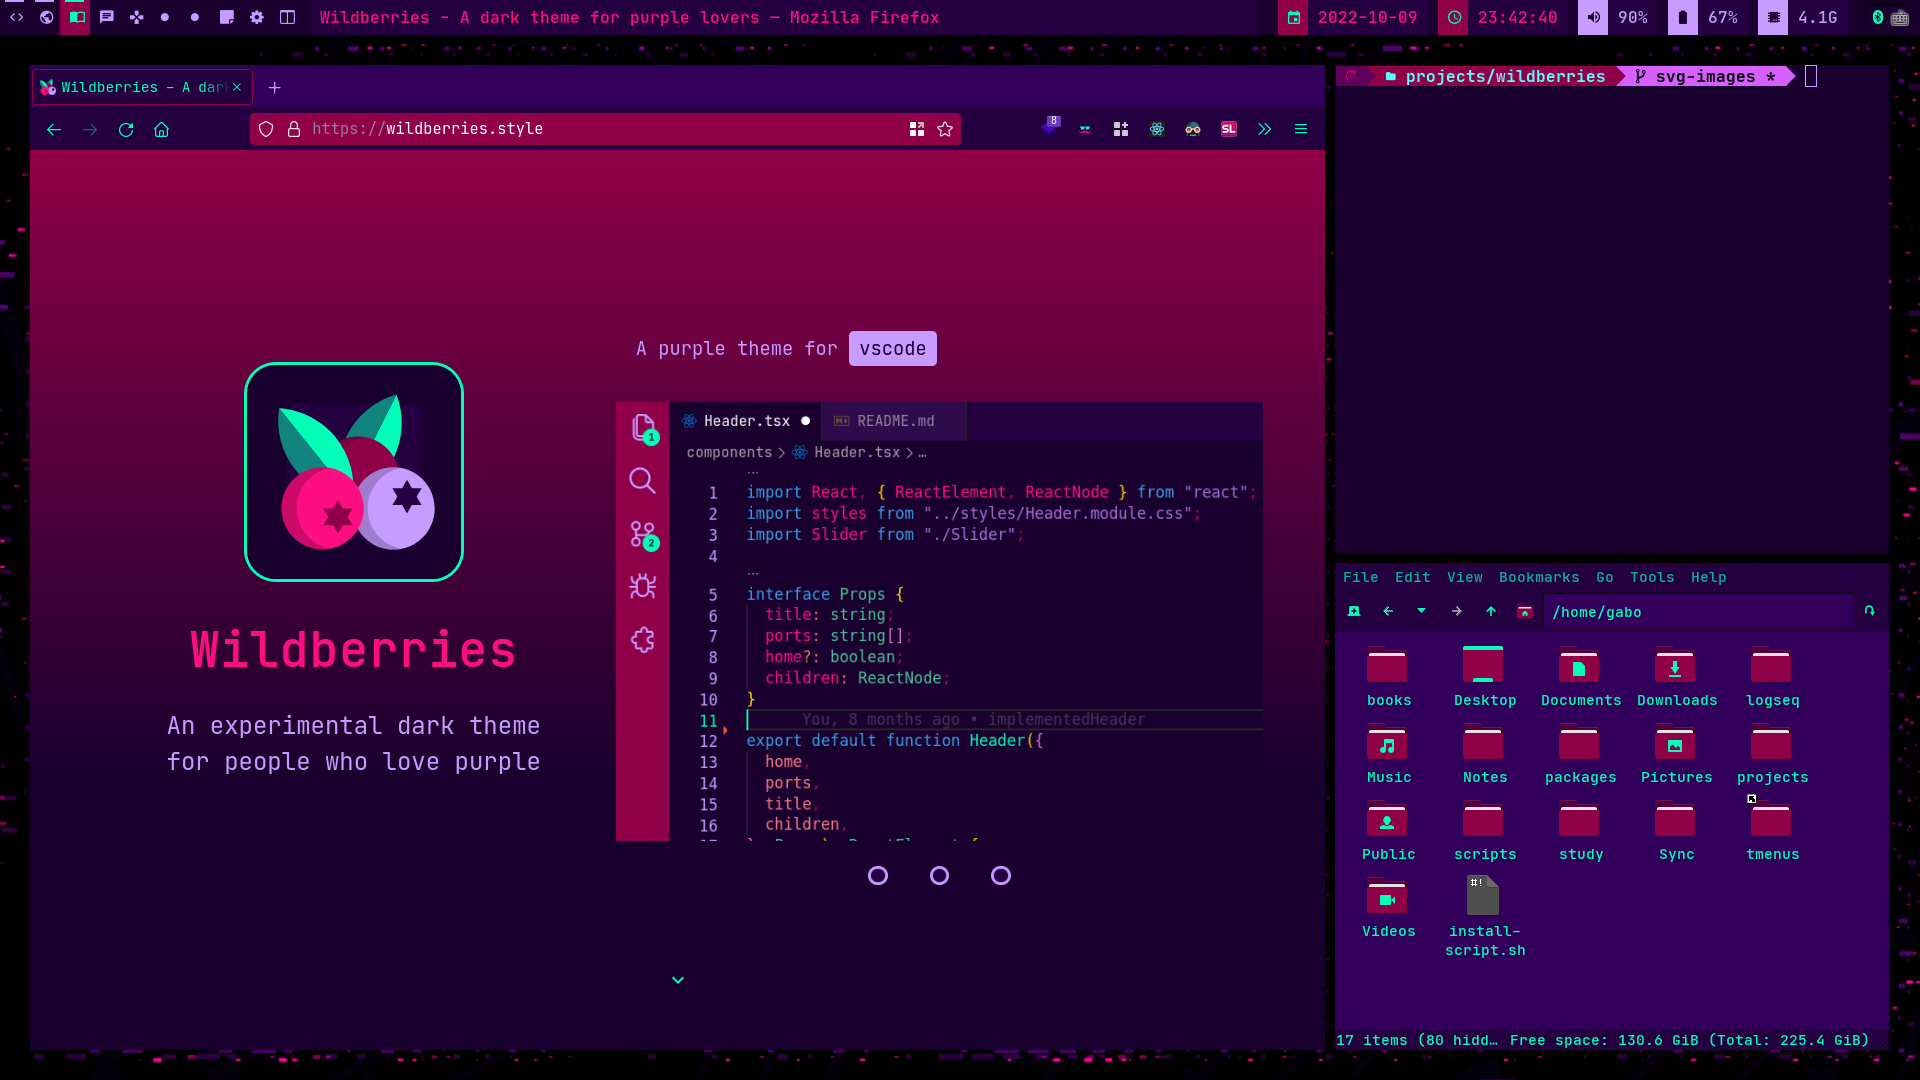 Wildberries - A dark theme for purple lovers — Mozilla Firefox
2022-10-09
23:42:40
90%
67%
4.1G
Wildberries - A dar
https://wildberries.style
8
SL
A purple theme for vscode
Wildberries
An experimental dark theme
for people who love purple
1
2
Header.tsx
README.md
components > Header.tsx > …
...
1 import React, { ReactElement, ReactNode } from "react";
2 import styles from "../styles/Header.module.css";
3 import Slider from "./Slider";
4
...
5 interface Props {
6 title: string;
7 ports: string[];
8 home?: boolean;
9 children: ReactNode;
10 }
11 You, 8 months ago • implementedHeader
12 export default function Header({
13 home,
14 ports,
15 title,
16 children,
projects/wildberries
svg-images *
File Edit View Bookmarks Go Tools Help
/home/gabo
books Desktop Documents Downloads logseq
Music Notes packages Pictures projects
Public scripts study Sync tmenus
#!
Videos install-
script.sh
17 items (80 hidd… Free space: 130.6 GiB (Total: 225.4 GiB)